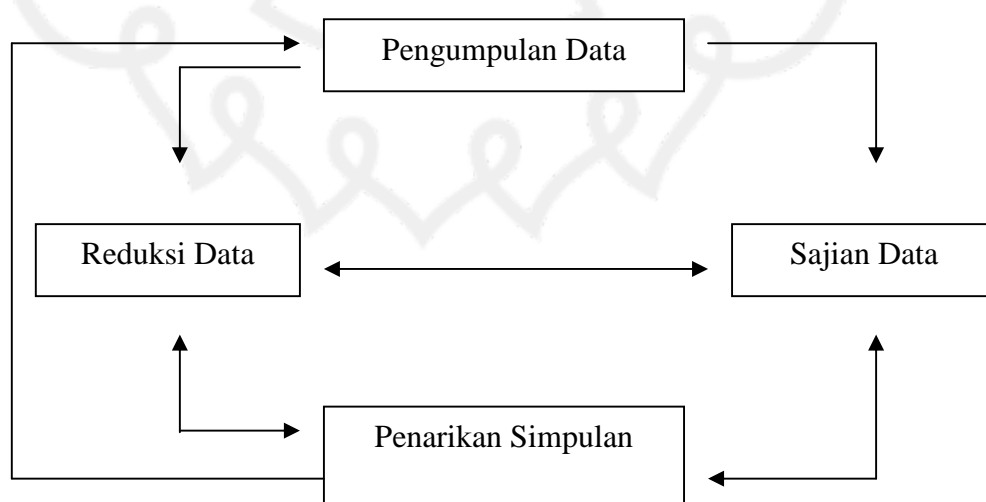 Pengumpulan Data
Reduksi Data
Sajian Data
Penarikan Simpulan